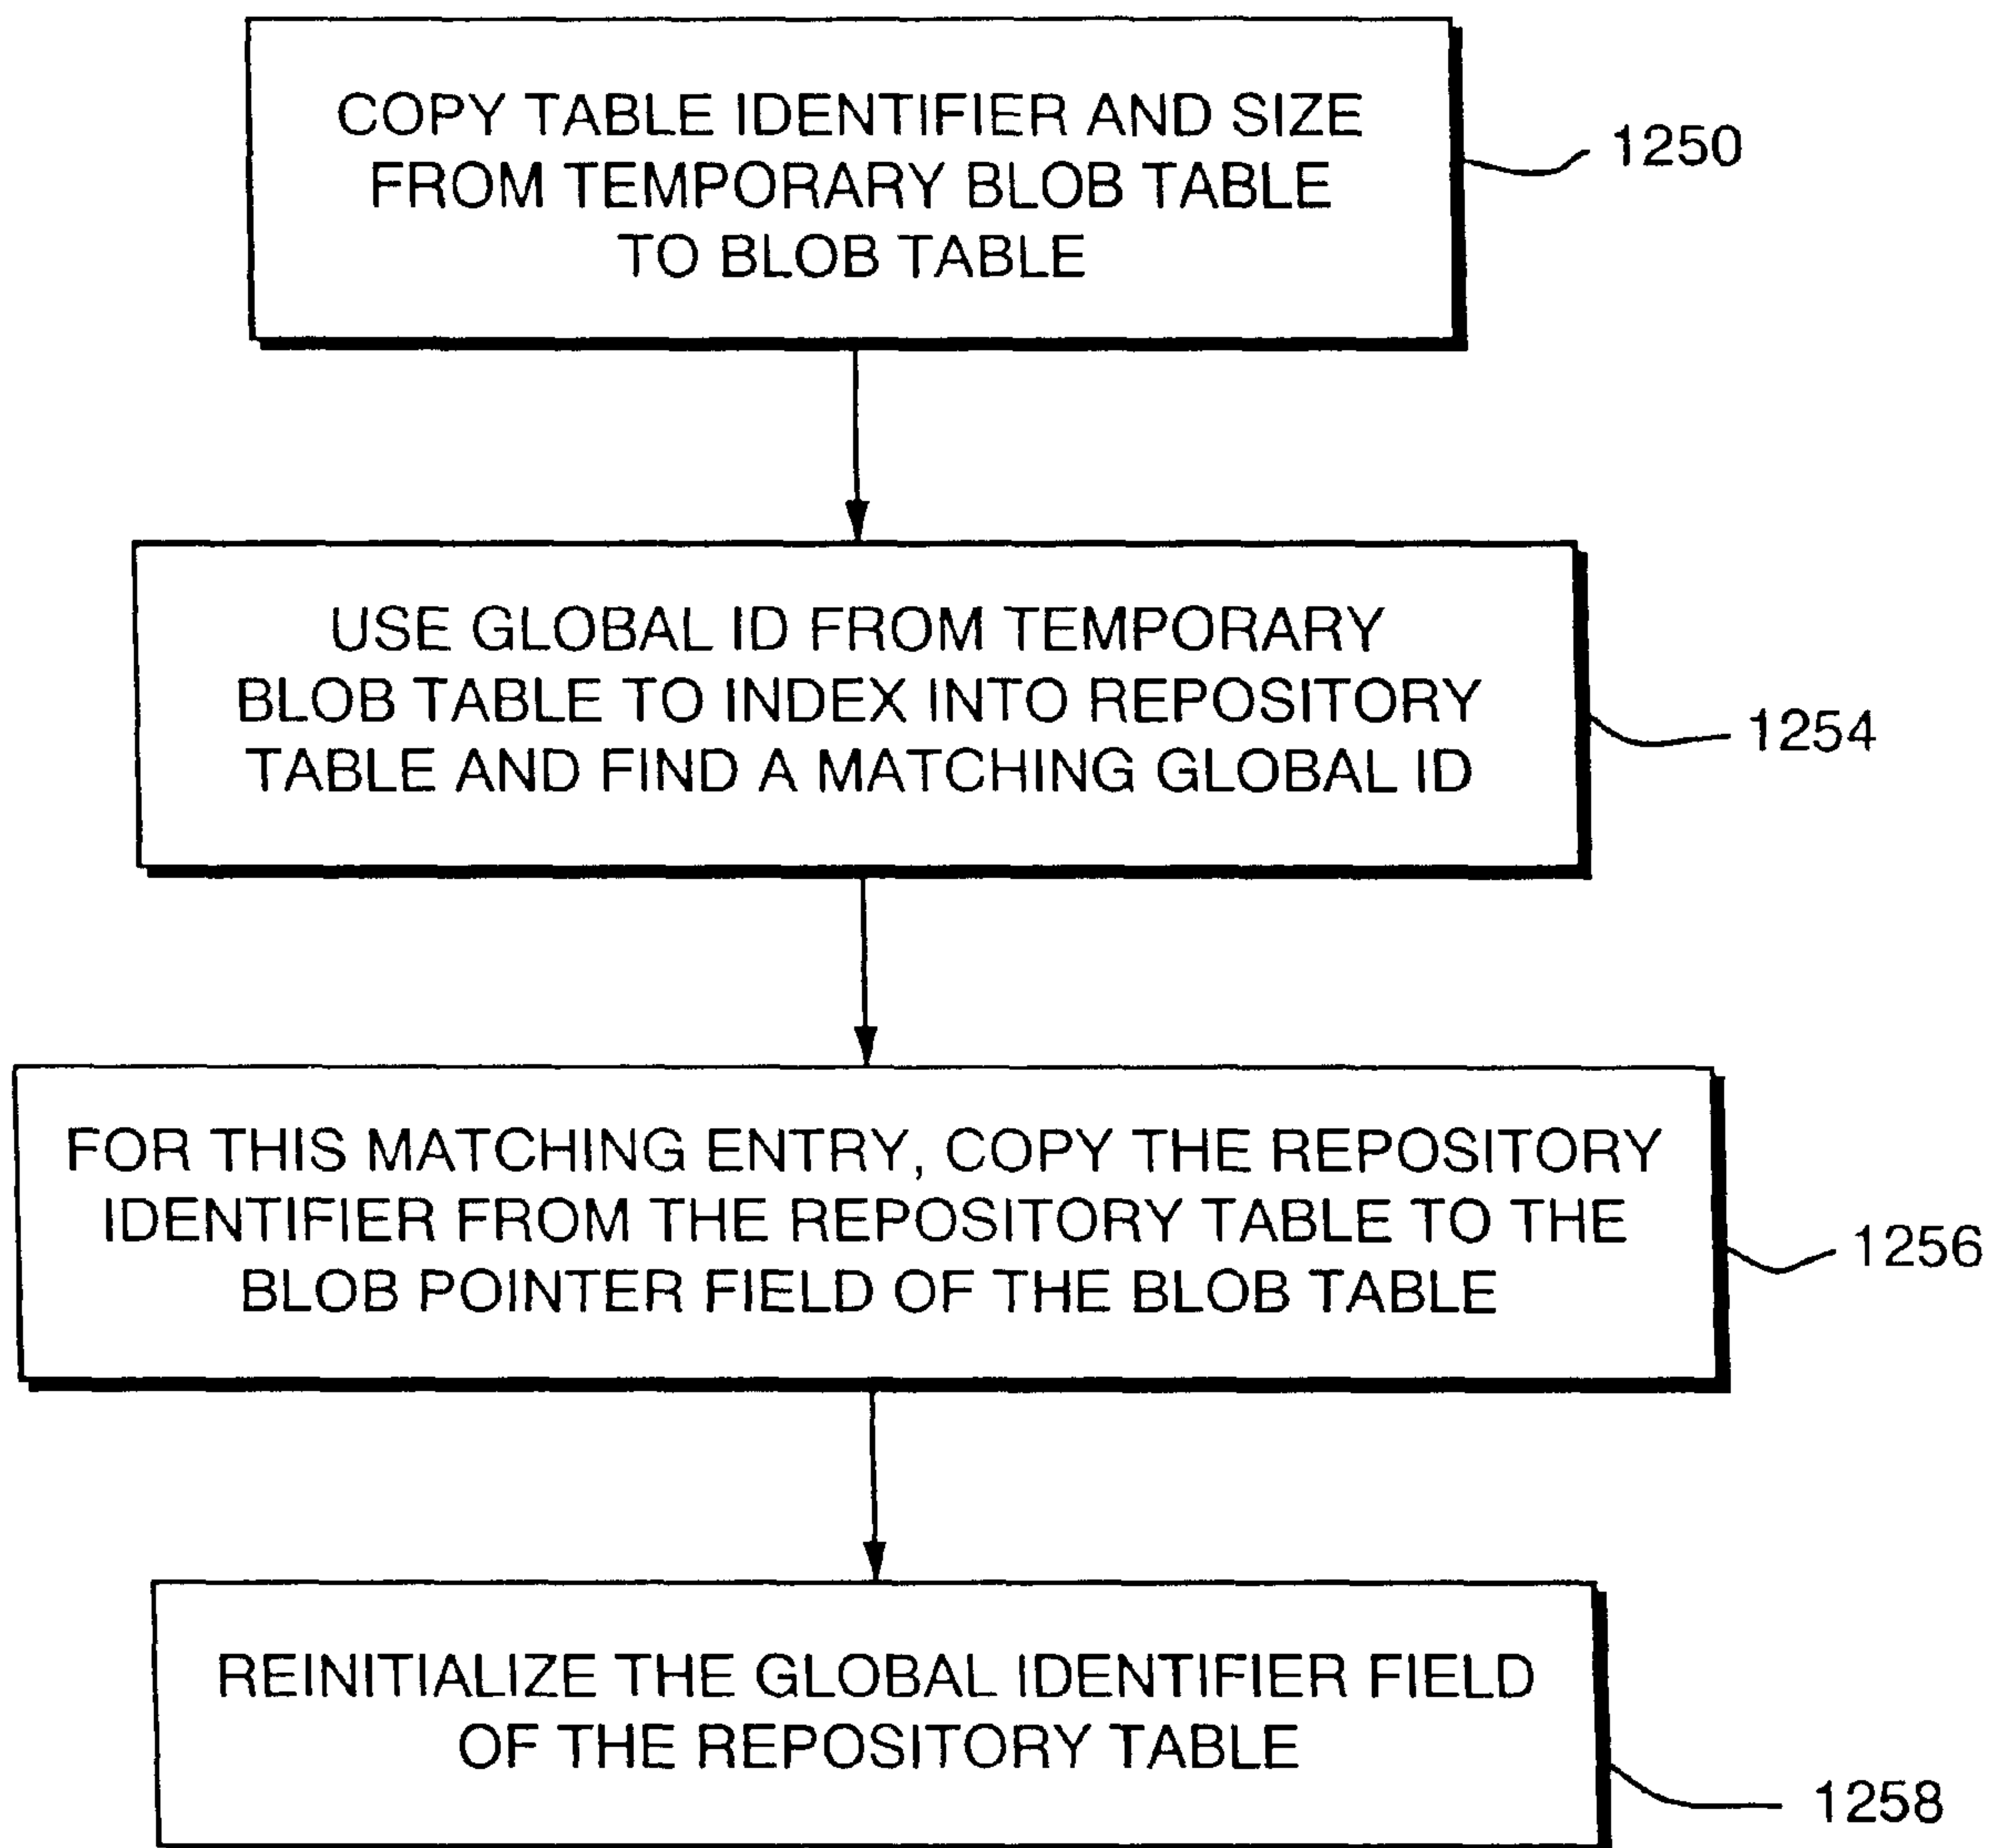 COPY TABLE IDENTIFIER AND SIZE
FROM TEMPORARY BLOB TABLE
TO BLOB TABLE
1250
USE GLOBAL ID FROM TEMPORARY
BLOB TABLE TO INDEX INTO REPOSITORY
TABLE AND FIND A MATCHING GLOBAL ID
1254
FOR THIS MATCHING ENTRY, COPY THE REPOSITORY
IDENTIFIER FROM THE REPOSITORY TABLE TO THE
BLOB POINTER FIELD OF THE BLOB TABLE
1256
REINITIALIZE THE GLOBAL IDENTIFIER FIELD
OF THE REPOSITORY TABLE
1258